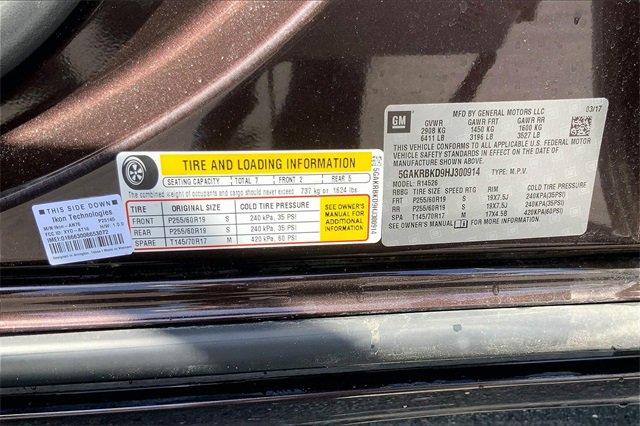 THIS SIDE DOWN
Ikon Technologies
FCC ID: XYO-AT16
TIRE AND LOADING INFORMATION
SEATING CAPACITY TOTAL 7 FRONT 2 REAR 5
The combined weight of occupants and cargo should never exceed 737 kg or 1624 lbs
TIRE ORIGINAL SIZE COLD TIRE PRESSURE
FRONT P255/60R19 240 kPa, 35 PSI
REAR P255/60R19 240 kPa, 35 PSI
SPARE T145/70R17 M 420 kPa, 60 PSI
SEE OWNER'S
MANUAL FOR
ADDITIONAL
INFORMATION
5GAKRBKD9HJ300914
GM
MFD BY GENERAL MOTORS LLC 03/17
GVWR GAWR FRT GAWR RR
2908 KG 1450 KG 1600 KG
6411 LB 3196 LB 3527 LB
THIS VEHICLE CONFORMS TO ALL APPLICABLE U.S. FEDERAL MOTOR
VEHICLE SAFETY STANDARDS IN EFFECT ON THE DATE OF
MANUFACTURE SHOWN ABOVE.
5GAKRBKD9HJ300914 TYPE: M.P.V.
MODEL: R14526
RBBG TIRE SIZE SPEED RTG RIM COLD TIRE PRESSURE
FRT P255/60R19 S 19X7.5J 240KPA(35PSI)
RR P255/60R19 S 19X7.5J 240KPA(35PSI)
SPA T145/70R17 M 17X4.5B 420KPA(60PSI)
SEE OWNER'S MANUAL FOR MORE INFORMATION.